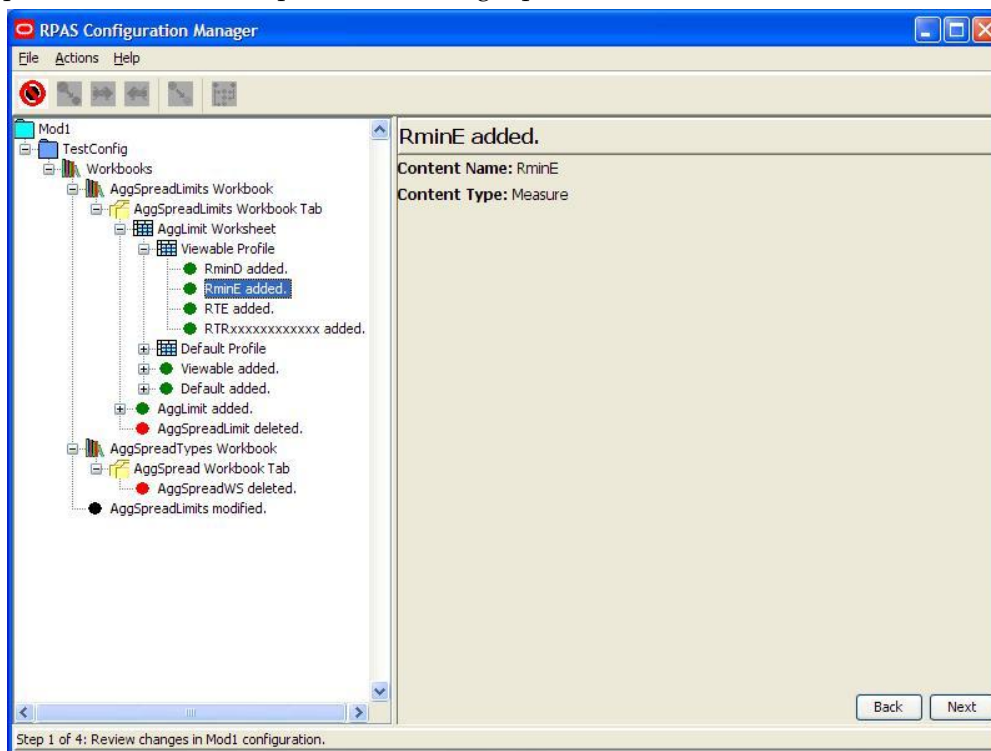 RPAS Configuration Manager
File Actions Help
Mod1
TestConfig
Workbooks
AggSpreadLimits Workbook
AggSpreadLimits Workbook Tab
AggLimit Worksheet
Viewable Profile
RminD added.
RminE added.
RTE added.
RTRxxxxxxxxxxxx added.
Default Profile
Viewable added.
Default added.
AggLimit added.
AggSpreadLimit deleted.
AggSpreadTypes Workbook
AggSpread Workbook Tab
AggSpreadWS deleted.
AggSpreadLimits modified.
RminE added.
Content Name: RminE
Content Type: Measure
Back Next
Step 1 of 4: Review changes in Mod1 configuration.